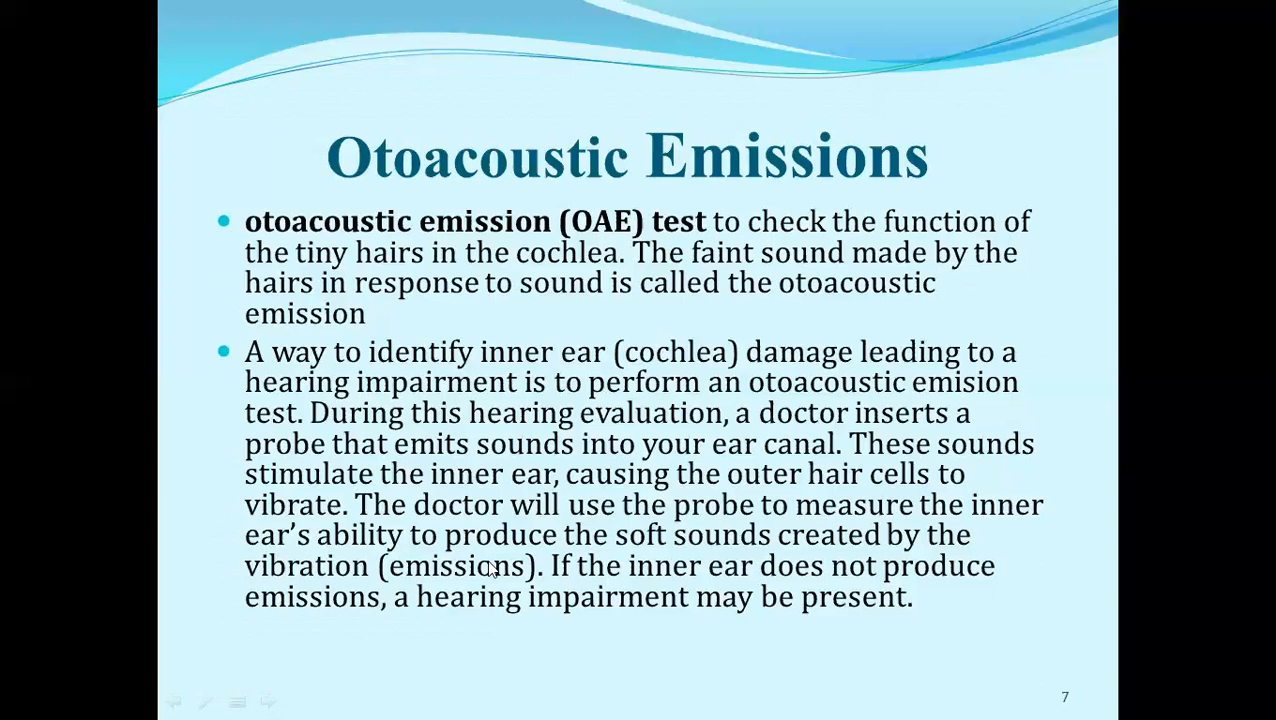 Otoacoustic Emissions
• otoacoustic emission (OAE) test to check the function of
the tiny hairs in the cochlea. The faint sound made by the
hairs in response to sound is called the otoacoustic
emission
• A way to identify inner ear (cochlea) damage leading to a
hearing impairment is to perform an otoacoustic emision
test. During this hearing evaluation, a doctor inserts a
probe that emits sounds into your ear canal. These sounds
stimulate the inner ear, causing the outer hair cells to
vibrate. The doctor will use the probe to measure the inner
ear’s ability to produce the soft sounds created by the
vibration (emissions). If the inner ear does not produce
emissions, a hearing impairment may be present.
7